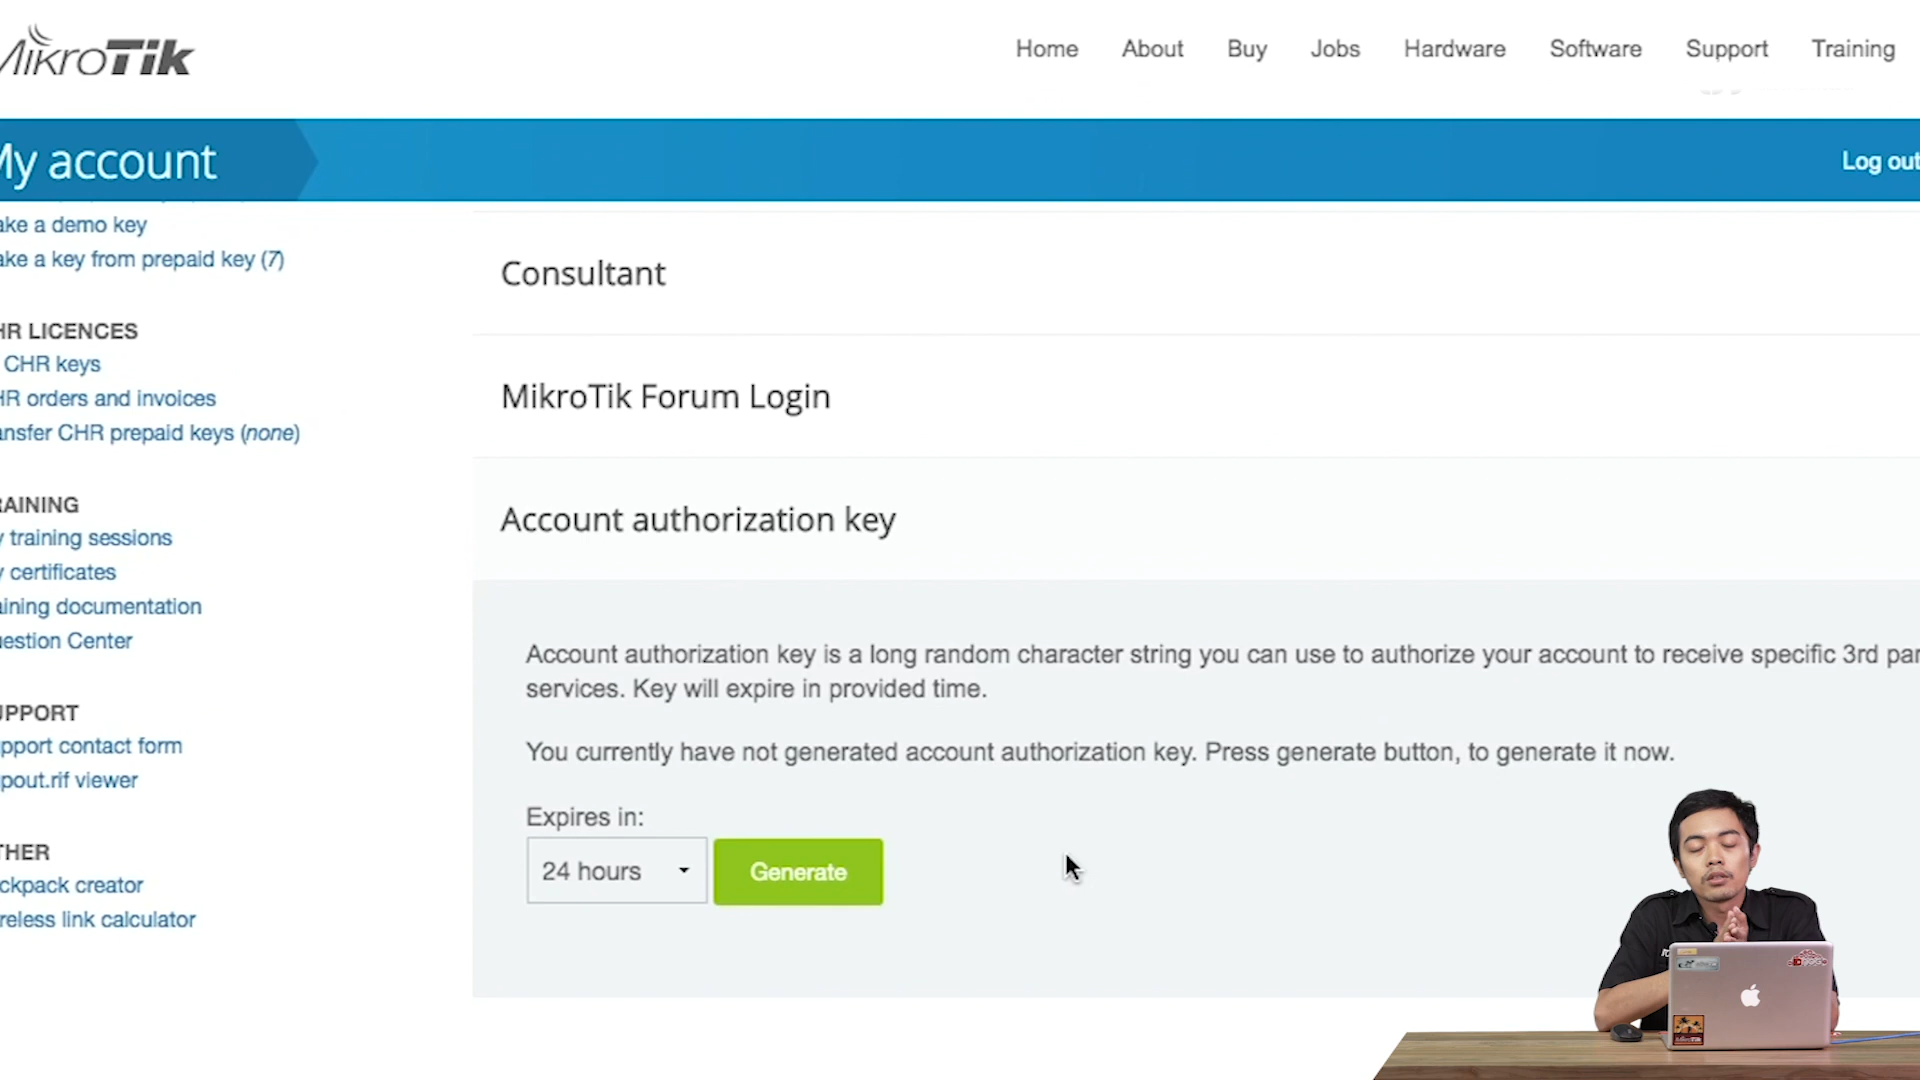 MikroTik
Home About Buy Jobs Hardware Software Support Training
My account
Log out
ake a demo key
ake a key from prepaid key (7)
HR LICENCES
CHR keys
HR orders and invoices
ansfer CHR prepaid keys (none)
RAINING
y training sessions
y certificates
aining documentation
uestion Center
UPPORT
pport contact form
pout.rif viewer
THER
ckpack creator
reless link calculator
Consultant
MikroTik Forum Login
Account authorization key
Account authorization key is a long random character string you can use to authorize your account to receive specific 3rd par
services. Key will expire in provided time.
You currently have not generated account authorization key. Press generate button, to generate it now.
Expires in:
24 hours
Generate